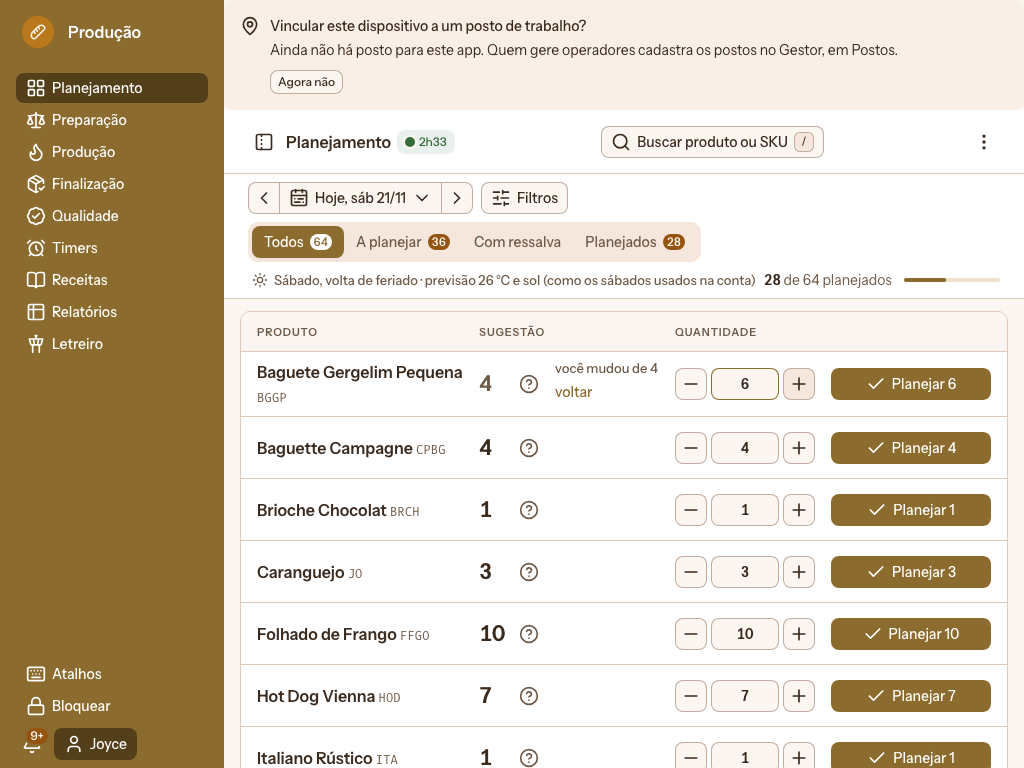 Produção
Planejamento
Preparação
Produção
Finalização
Qualidade
Timers
Receitas
Relatórios
Letreiro
Atalhos
Bloquear
9+
Joyce
Vincular este dispositivo a um posto de trabalho?
Ainda não há posto para este app. Quem gere operadores cadastra os postos no Gestor, em Postos.
Agora não
Planejamento 2h33 Buscar produto ou SKU /
Hoje, sáb 21/11 Filtros
Todos 64 A planejar 36 Com ressalva Planejados 28
Sábado, volta de feriado · previsão 26 °C e sol (como os sábados usados na conta) 28 de 64 planejados
PRODUTO SUGESTÃO QUANTIDADE
Baguete Gergelim Pequena BGGP 4 ? você mudou de 4 voltar 6 Planejar 6
Baguette Campagne CPBG 4 ? 4 Planejar 4
Brioche Chocolat BRCH 1 ? 1 Planejar 1
Caranguejo JO 3 ? 3 Planejar 3
Folhado de Frango FFGO 10 ? 10 Planejar 10
Hot Dog Vienna HOD 7 ? 7 Planejar 7
Italiano Rústico ITA 1 ? 1 Planejar 1